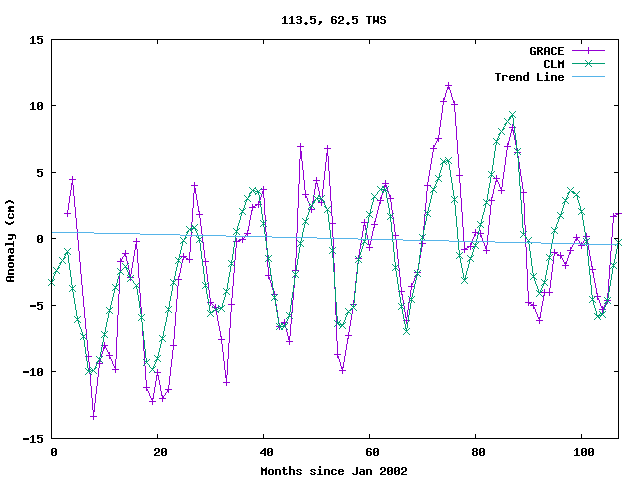 113.5, 62.5 TWS
GRACE
CLM
Trend Line
15
10
5
0
-5
-10
-15
Anomaly (cm)
0 20 40 60 80 100
Months since Jan 2002